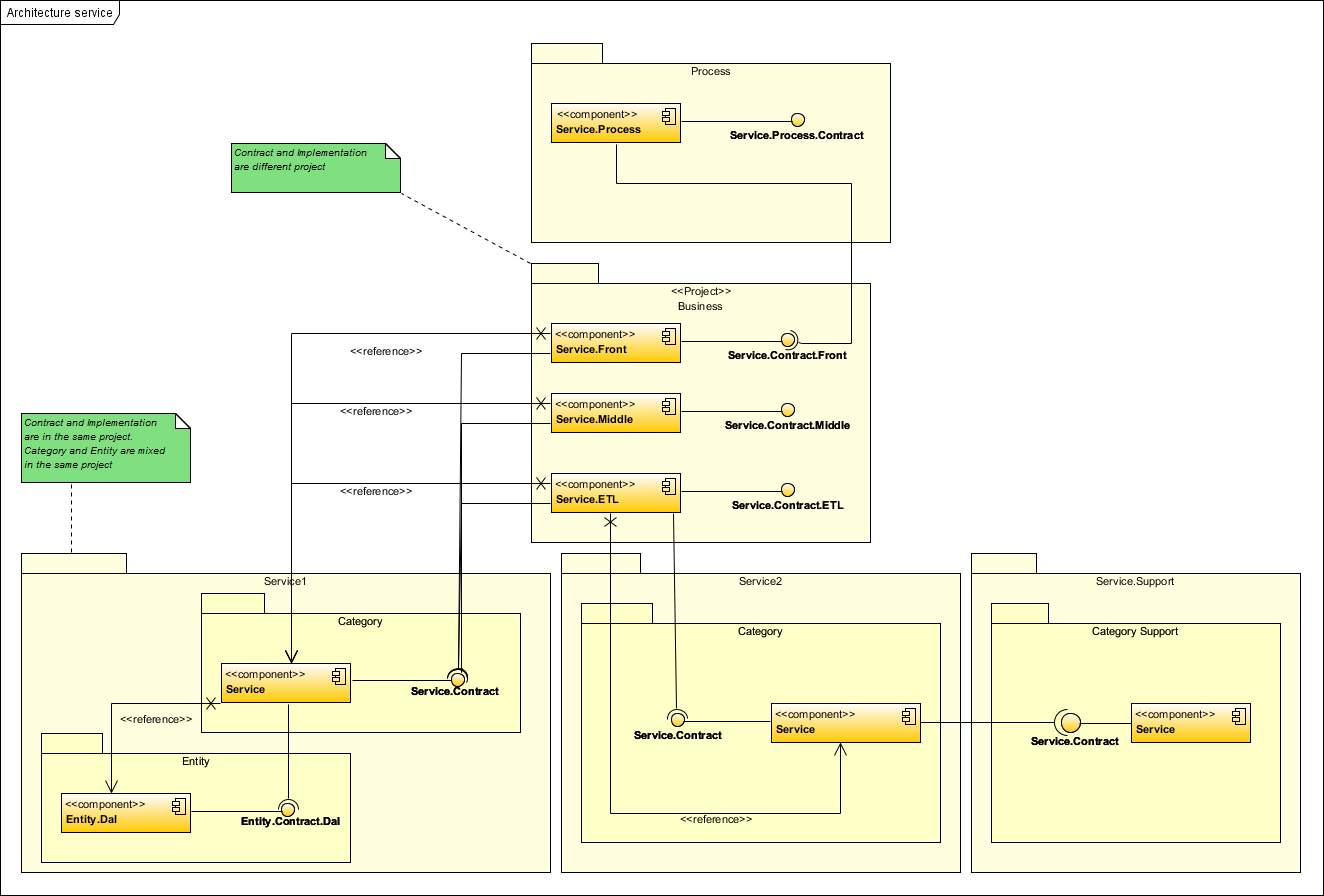 Architecture service
Process
<<component>>
Service.Process
Service.Process.Contract
Contract and Implementation
are different project
<<Project>>
Business
<<component>>
Service.Front
Service.Contract.Front
<<reference>>
<<component>>
Service.Middle
Service.Contract.Middle
<<reference>>
<<component>>
Service.ETL
Service.Contract.ETL
<<reference>>
Contract and Implementation
are in the same project.
Category and Entity are mixed
in the same project
Service1
Category
<<component>>
Service
Service.Contract
<<reference>>
Entity
<<component>>
Entity.Dal
Entity.Contract.Dal
Service2
Category
Service.Contract
<<component>>
Service
<<reference>>
Service.Support
Category Support
Service.Contract
<<component>>
Service